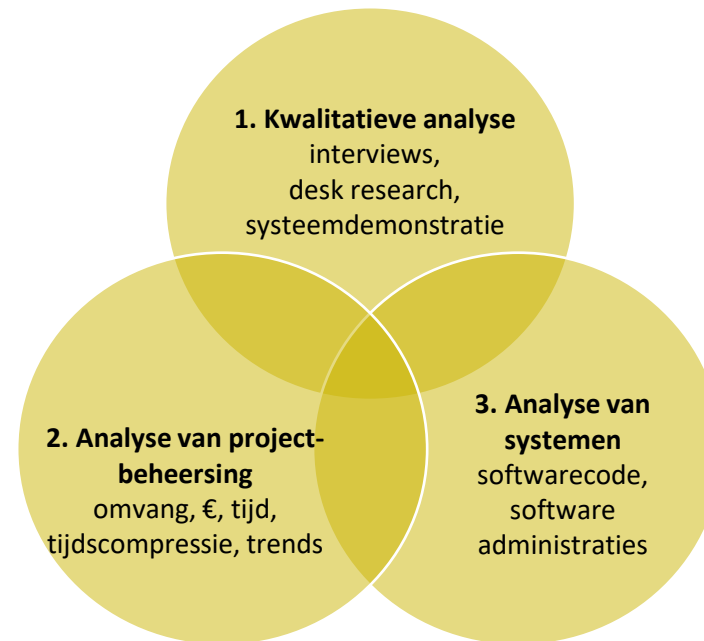 1. Kwalitatieve analyse
interviews,
desk research,
systeemdemonstratie
2. Analyse van project-
beheersing
omvang, €, tijd,
tijdscompressie, trends
3. Analyse van
systemen
softwarecode,
software
administraties